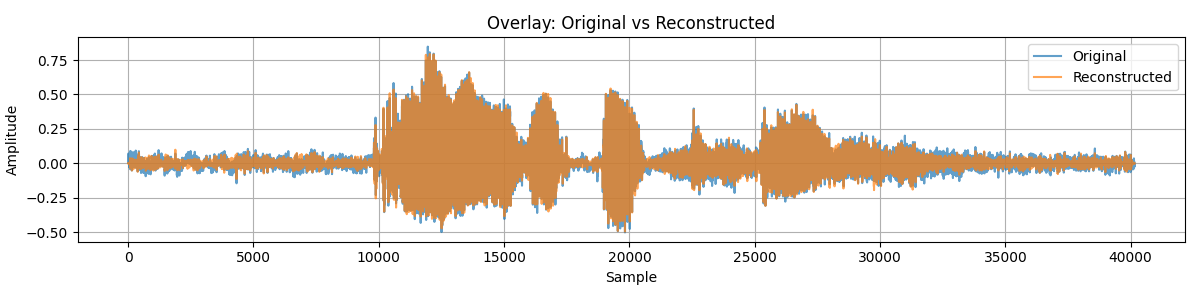 Overlay: Original vs Reconstructed
Original
Reconstructed
Amplitude
0.75
0.50
0.25
0.00
−0.25
−0.50
0 5000 10000 15000 20000 25000 30000 35000 40000
Sample